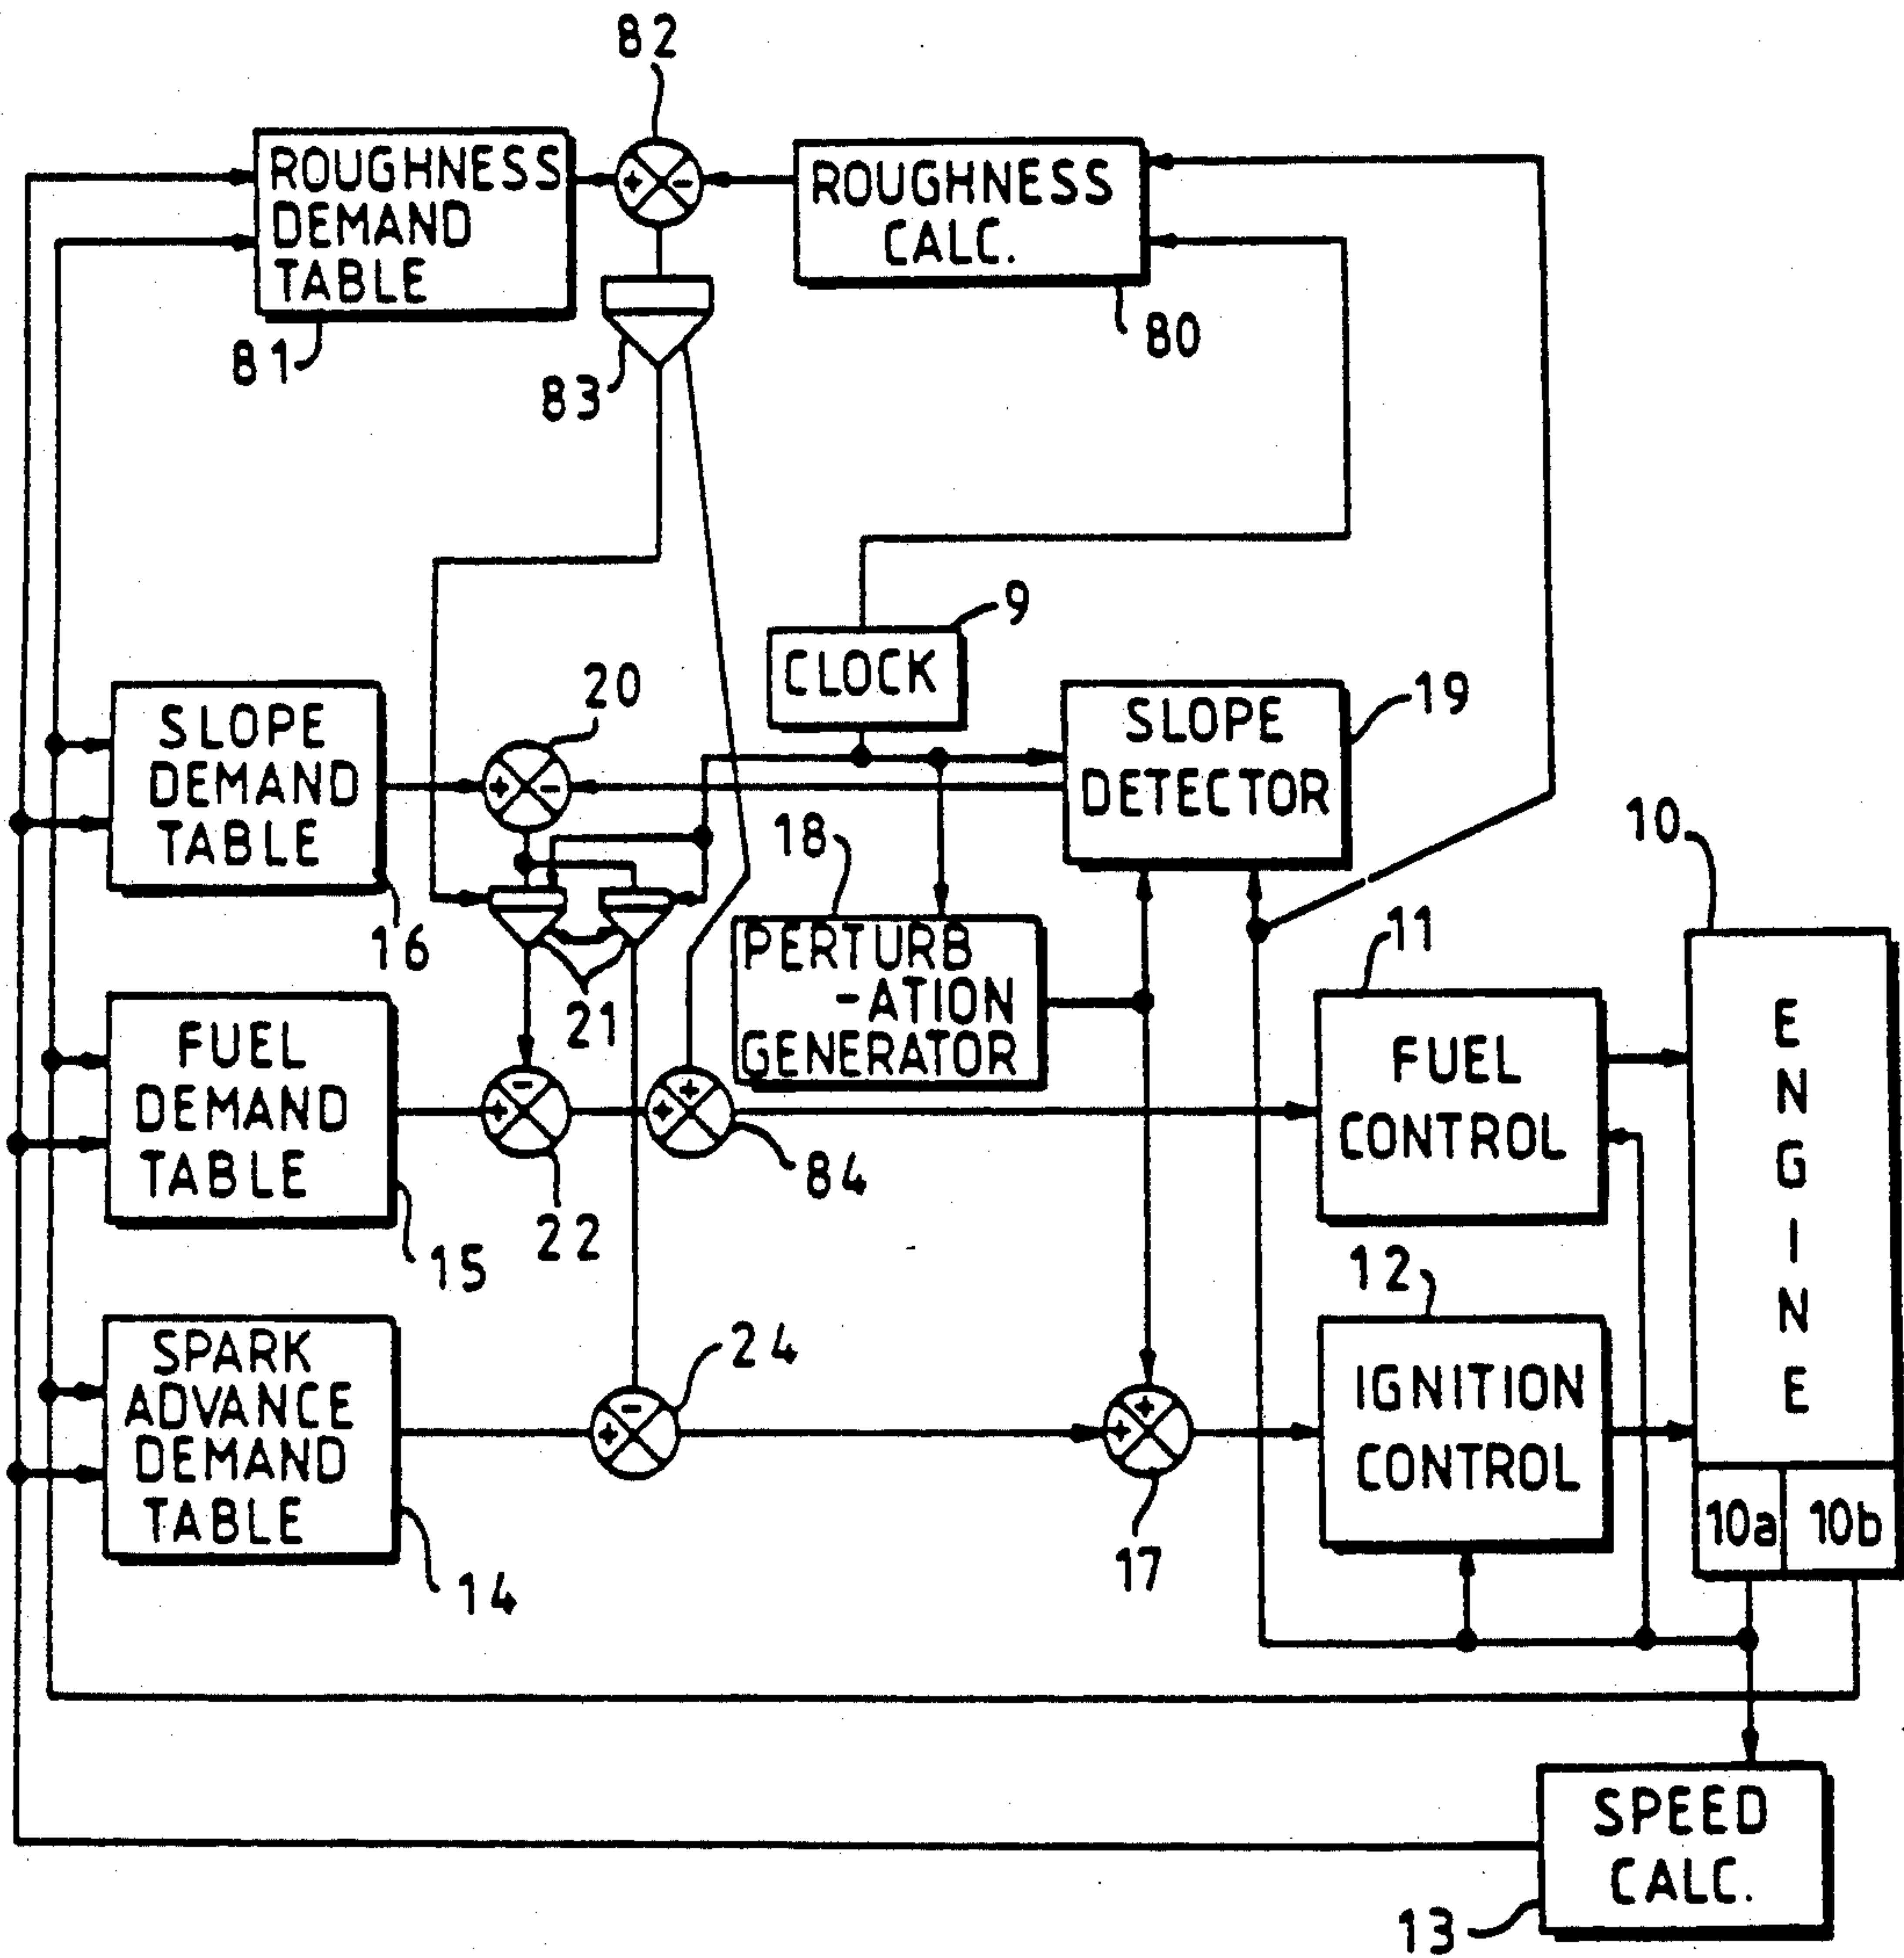 82
ROUGHNESS
DEMAND
TABLE
+
-
ROUGHNESS
CALC.
81
83
80
9
CLOCK
20
SLOPE
DEMAND
TABLE
+
-
SLOPE
DETECTOR
19
16
18
10
21
PERTURB
-ATION
GENERATOR
11
FUEL
DEMAND
TABLE
-
+
+
+
84
22
15
FUEL
CONTROL
ENGINE
12
SPARK
ADVANCE
DEMAND
TABLE
24
-
+
+
+
17
14
IGNITION
CONTROL
10a
10b
SPEED
CALC.
13